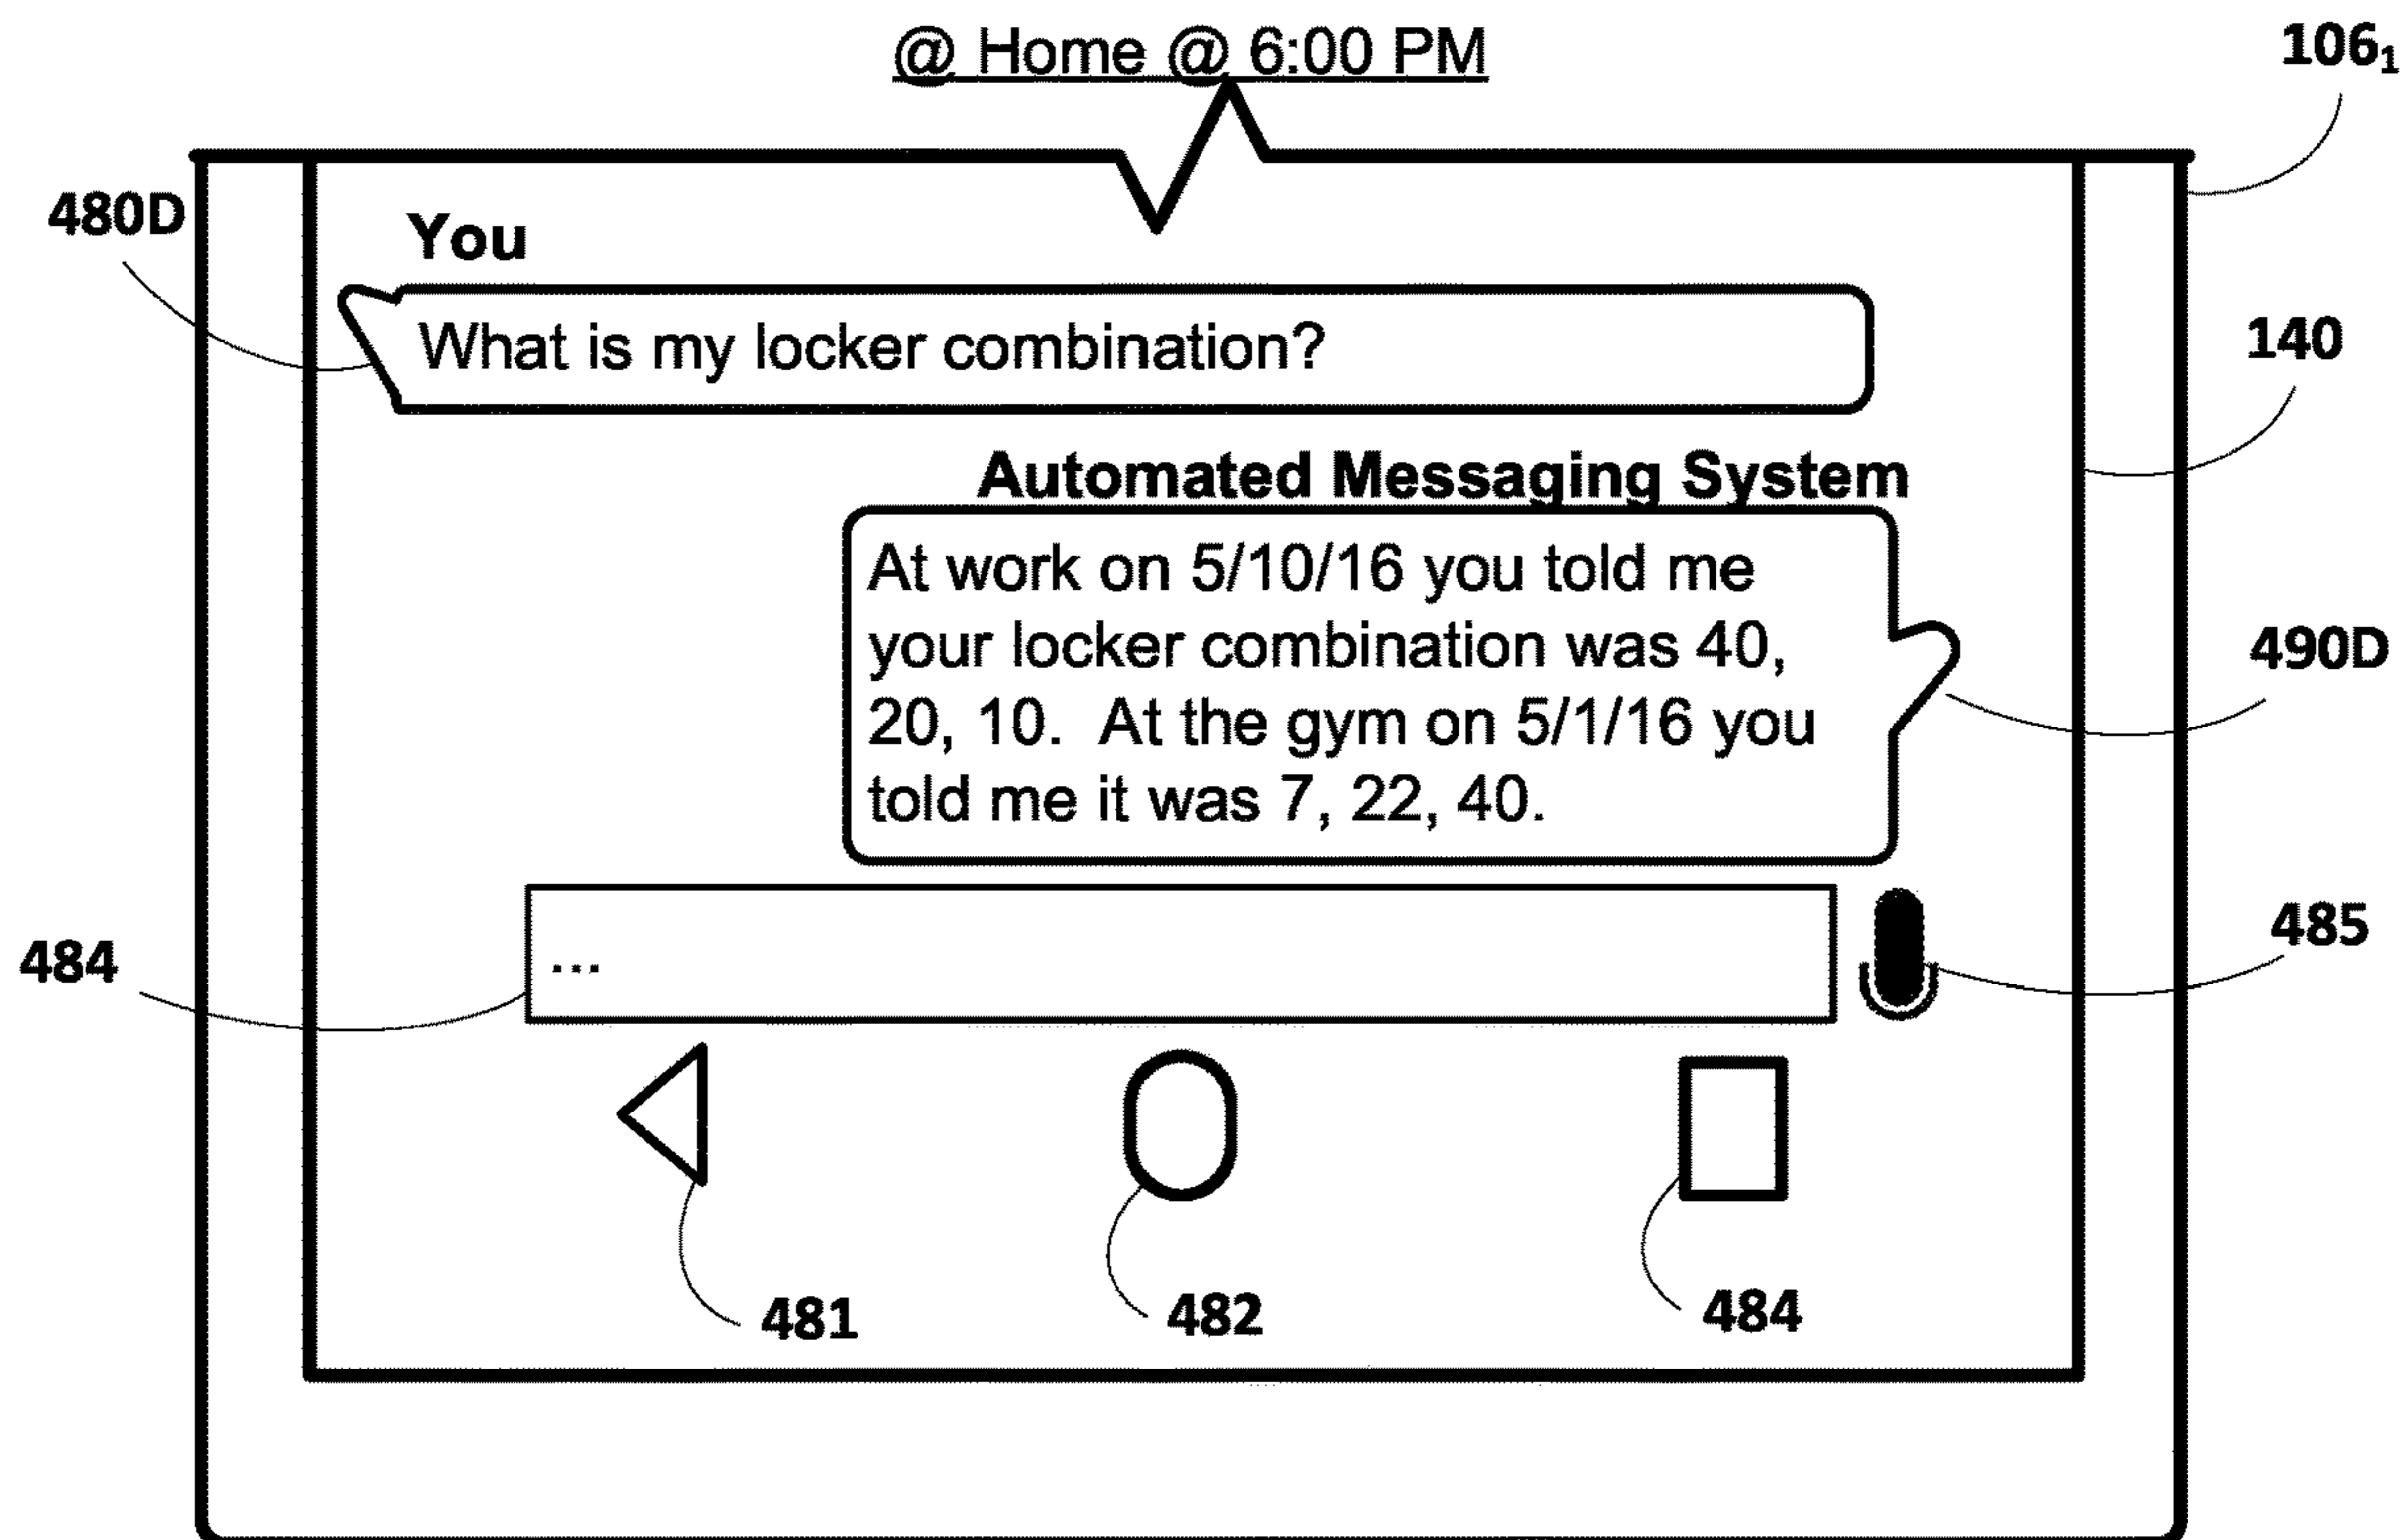 @ Home @ 6:00 PM
106₁
480D
You
What is my locker combination?
140
Automated Messaging System
At work on 5/10/16 you told me
your locker combination was 40,
20, 10.  At the gym on 5/1/16 you
told me it was 7, 22, 40.
490D
484
...
485
481
482
484